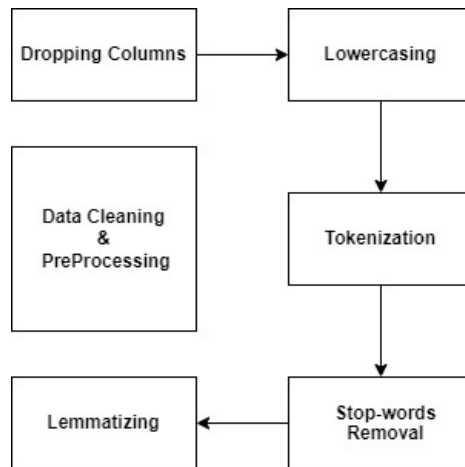 Dropping Columns
Lowercasing
Data Cleaning
&
PreProcessing
Tokenization
Lemmatizing
Stop-words
Removal